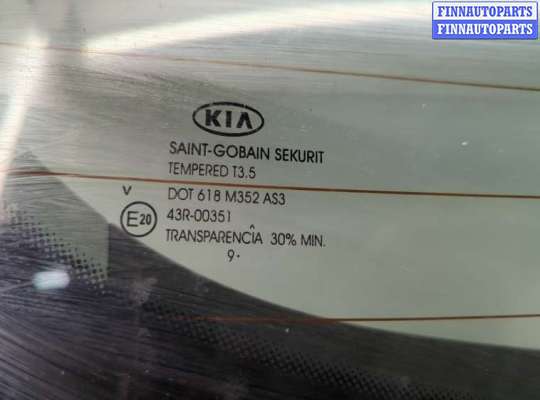 FINNAUTOPARTS
FINNAUTOPARTS
KIA
SAINT-GOBAIN SEKURIT
TEMPERED T3.5
V DOT 618 M352 AS3
E20 43R-00351
TRANSPARENCÎA 30% MIN.
9·